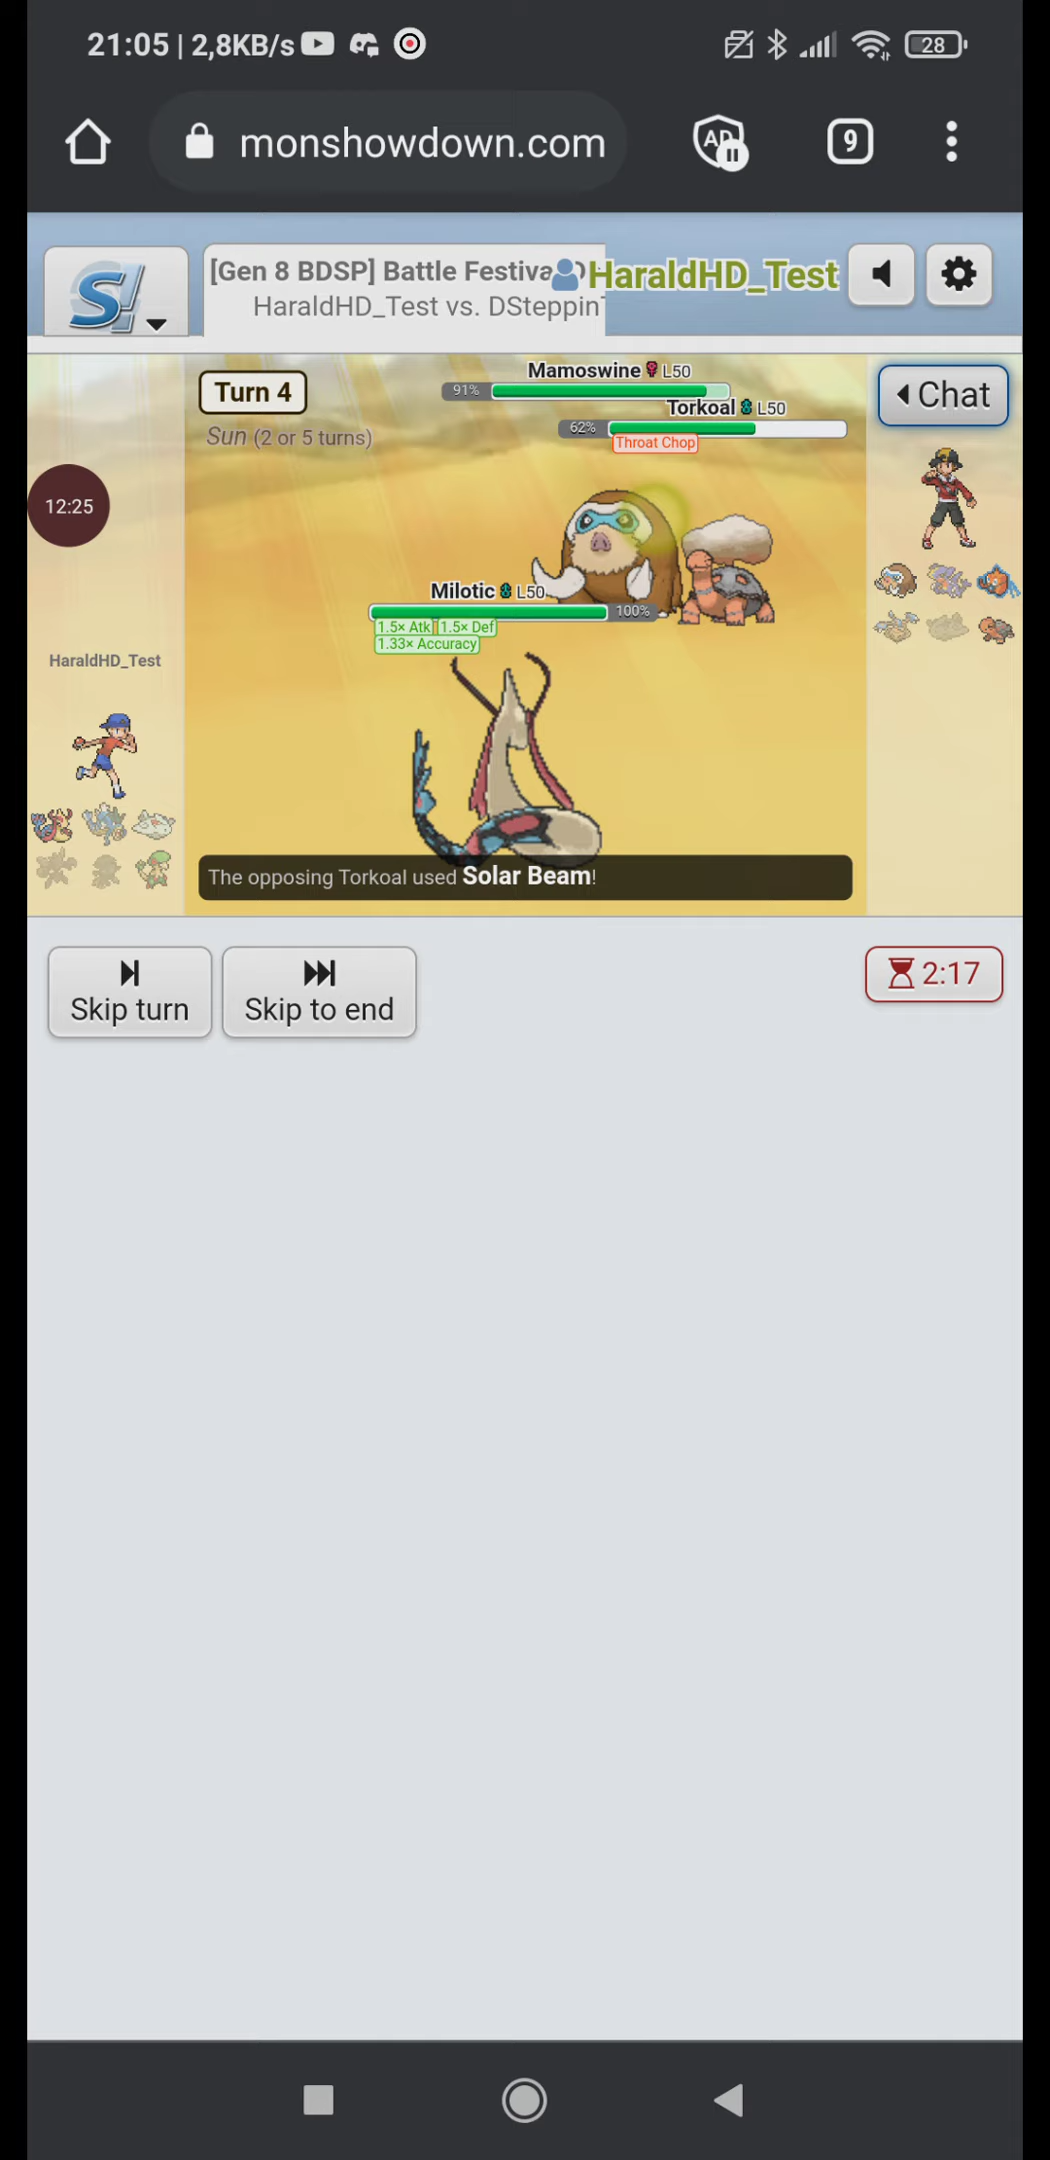 21:05 | 2,8KB/s
28
monshowdown.com
AD
9
[Gen 8 BDSP] Battle Festiva
HaraldHD_Test vs. DSteppin
HaraldHD_Test
Turn 4
Sun (2 or 5 turns)
Mamoswine L50
91%
Torkoal L50
62%
Throat Chop
Chat
12:25
Milotic L50
100%
1.5× Atk 1.5× Def
1.33× Accuracy
HaraldHD_Test
The opposing Torkoal used Solar Beam!
Skip turn
Skip to end
2:17